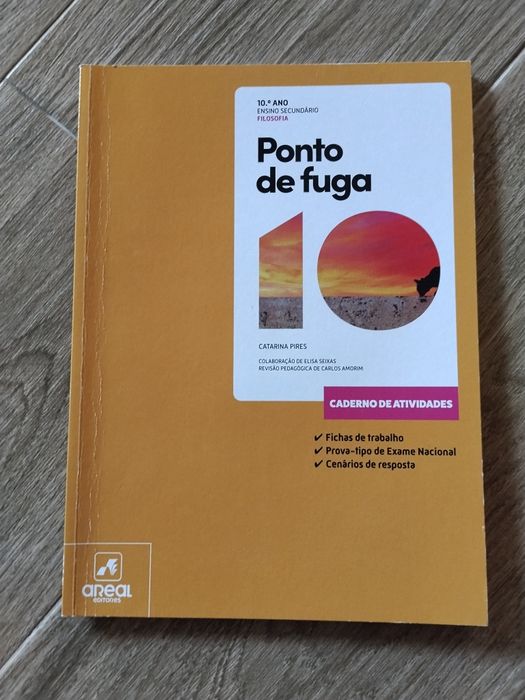 10.º ANO
ENSINO SECUNDÁRIO
FILOSOFIA
Ponto
de fuga
10
CATARINA PIRES
COLABORAÇÃO DE ELISA SEIXAS
REVISÃO PEDAGÓGICA DE CARLOS AMORIM
CADERNO DE ATIVIDADES
✓ Fichas de trabalho
✓ Prova-tipo de Exame Nacional
✓ Cenários de resposta
AREAL
EDITORES